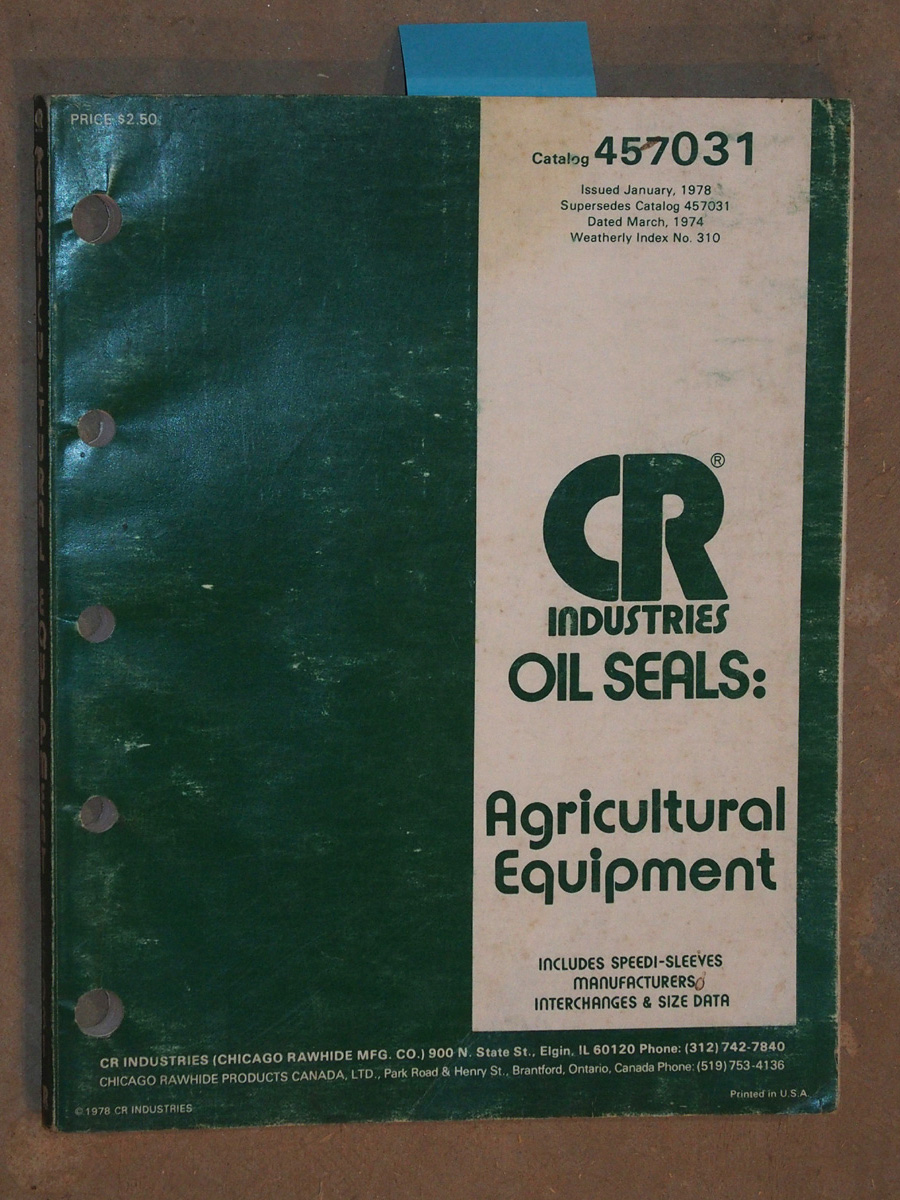 PRICE $2.50
Catalog 457031
Issued January, 1978
Supersedes Catalog 457031
Dated March, 1974
Weatherly Index No. 310
CR ®
INDUSTRIES
OIL SEALS:
Agricultural
Equipment
INCLUDES SPEEDI-SLEEVES
MANUFACTURERS
INTERCHANGES & SIZE DATA
CR INDUSTRIES (CHICAGO RAWHIDE MFG. CO.) 900 N. State St., Elgin, IL 60120 Phone: (312) 742-7840
CHICAGO RAWHIDE PRODUCTS CANADA, LTD., Park Road & Henry St., Brantford, Ontario, Canada Phone: (519) 753-4136
Printed in U.S.A.
© 1978 CR INDUSTRIES